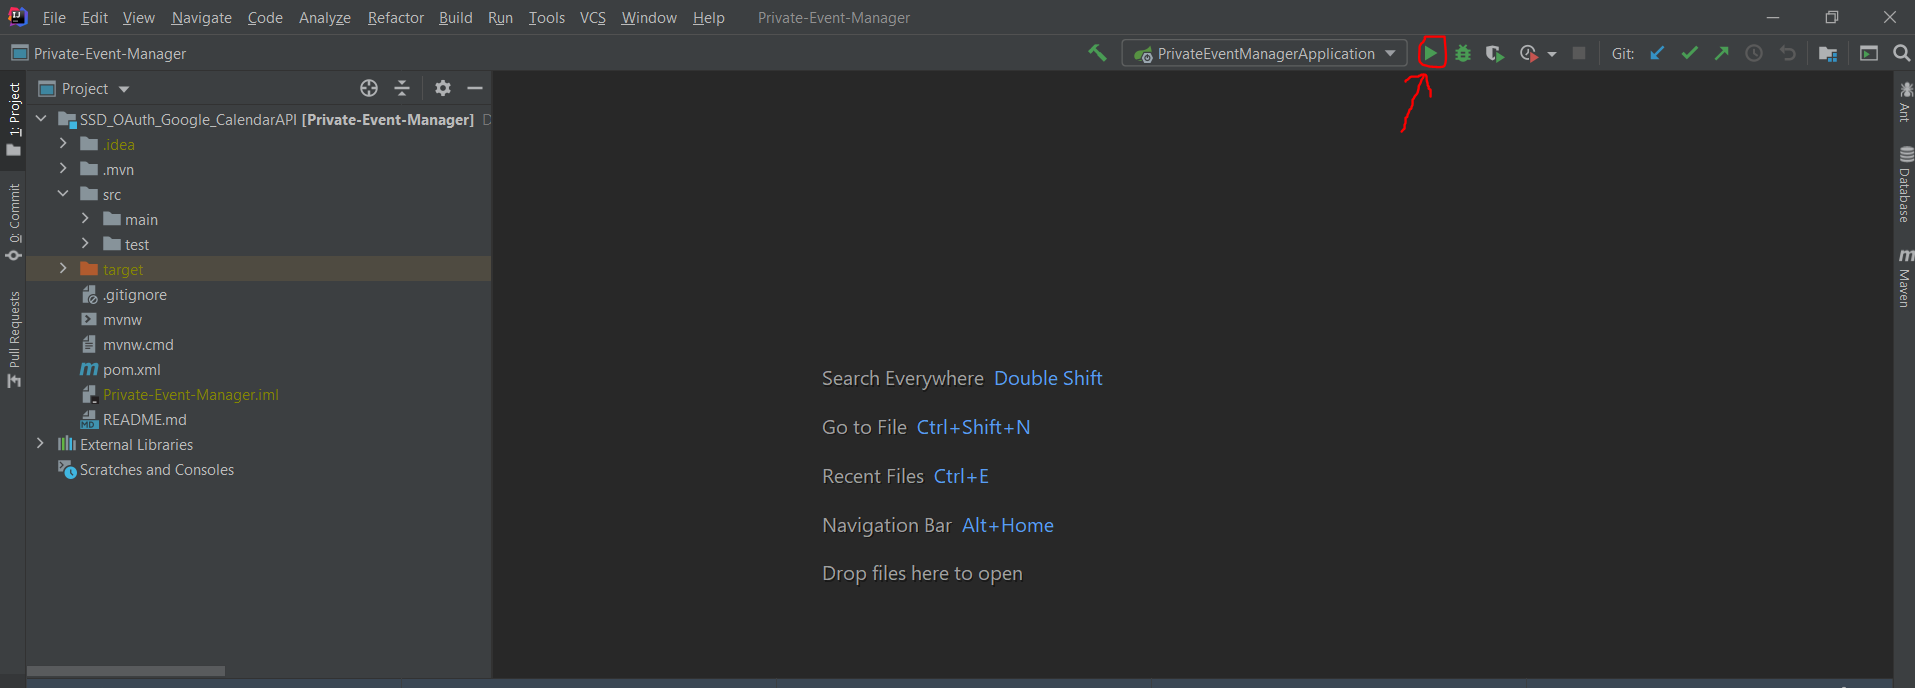 File Edit View Navigate Code Analyze Refactor Build Run Tools VCS Window Help Private-Event-Manager
Private-Event-Manager PrivateEventManagerApplication Git:
Project
SSD_OAuth_Google_CalendarAPI [Private-Event-Manager] D
.idea
.mvn
src
main
test
target
.gitignore
mvnw
mvnw.cmd
pom.xml
Private-Event-Manager.iml
README.md
External Libraries
Scratches and Consoles
1: Project
0: Commit
Pull Requests
Search Everywhere Double Shift
Go to File Ctrl+Shift+N
Recent Files Ctrl+E
Navigation Bar Alt+Home
Drop files here to open
Ant
Database
Maven